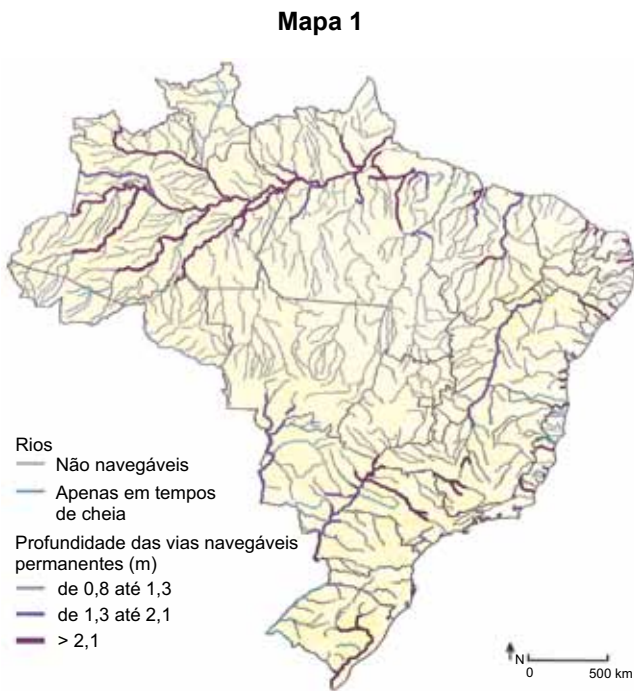 Mapa 1
Rios
Não navegáveis
Apenas em tempos
de cheia
Profundidade das vias navegáveis
permanentes (m)
de 0,8 até 1,3
de 1,3 até 2,1
> 2,1
N
0 500 km